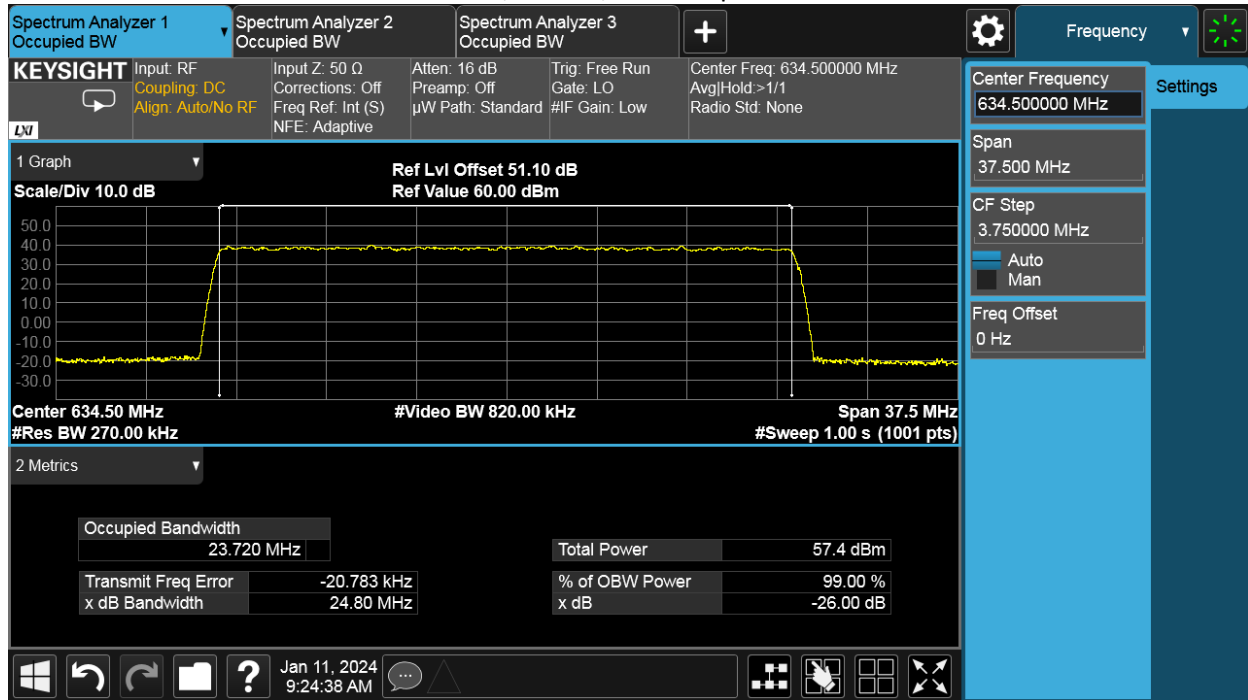 Spectrum Analyzer 1
Occupied BW
Spectrum Analyzer 2
Occupied BW
Spectrum Analyzer 3
Occupied BW
+
Frequency
KEYSIGHT
LXI
Input: RF
Coupling: DC
Align: Auto/No RF
Input Z: 50 Ω
Corrections: Off
Freq Ref: Int (S)
NFE: Adaptive
Atten: 16 dB
Preamp: Off
µW Path: Standard
Trig: Free Run
Gate: LO
#IF Gain: Low
Center Freq: 634.500000 MHz
Avg|Hold:>1/1
Radio Std: None
Center Frequency
634.500000 MHz
Settings
Span
37.500 MHz
CF Step
3.750000 MHz
Auto
Man
Freq Offset
0 Hz
1 Graph
Scale/Div 10.0 dB
Ref Lvl Offset 51.10 dB
Ref Value 60.00 dBm
50.0
40.0
30.0
20.0
10.0
0.00
-10.0
-20.0
-30.0
Center 634.50 MHz
#Res BW 270.00 kHz
#Video BW 820.00 kHz
Span 37.5 MHz
#Sweep 1.00 s (1001 pts)
2 Metrics
Occupied Bandwidth
23.720 MHz
Transmit Freq Error -20.783 kHz
x dB Bandwidth 24.80 MHz
Total Power 57.4 dBm
% of OBW Power 99.00 %
x dB -26.00 dB
?
Jan 11, 2024
9:24:38 AM